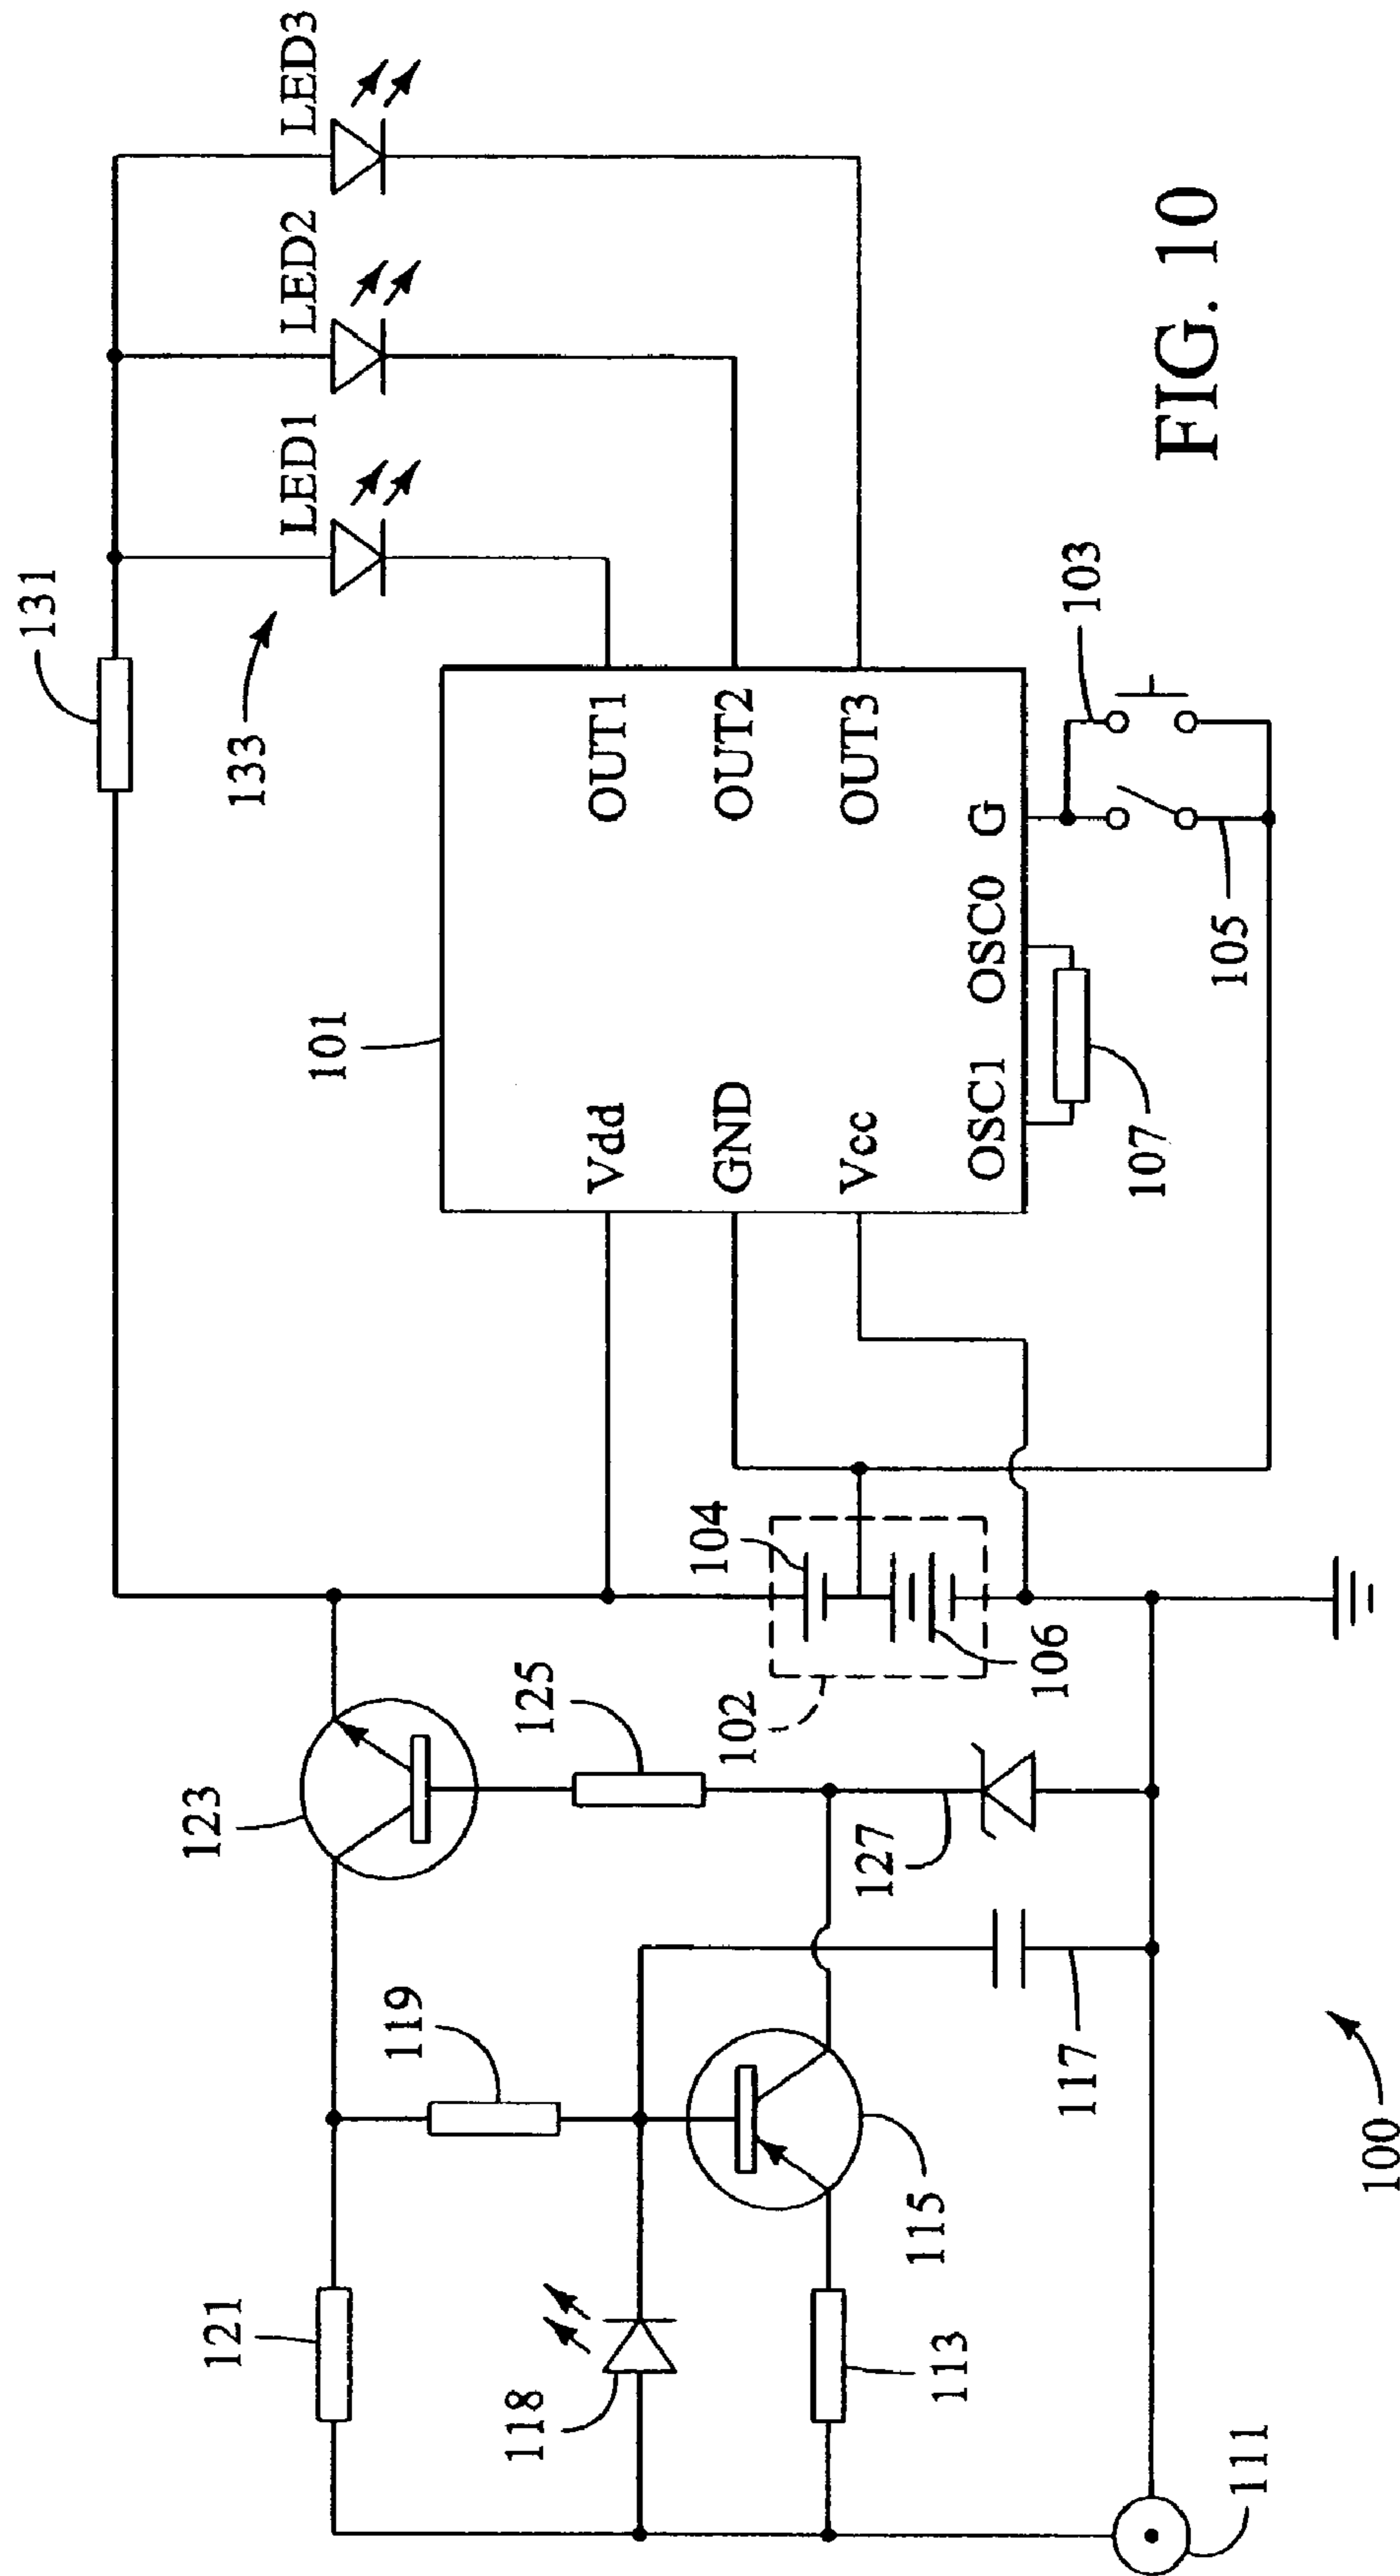 131
133
LED1
LED2
LED3
101
Vdd
GND
Vcc
OUT1
OUT2
OUT3
OSC1
OSC0
G
107
105
103
123
125
104
102
106
121
119
118
115
113
127
117
111
100
FIG. 10